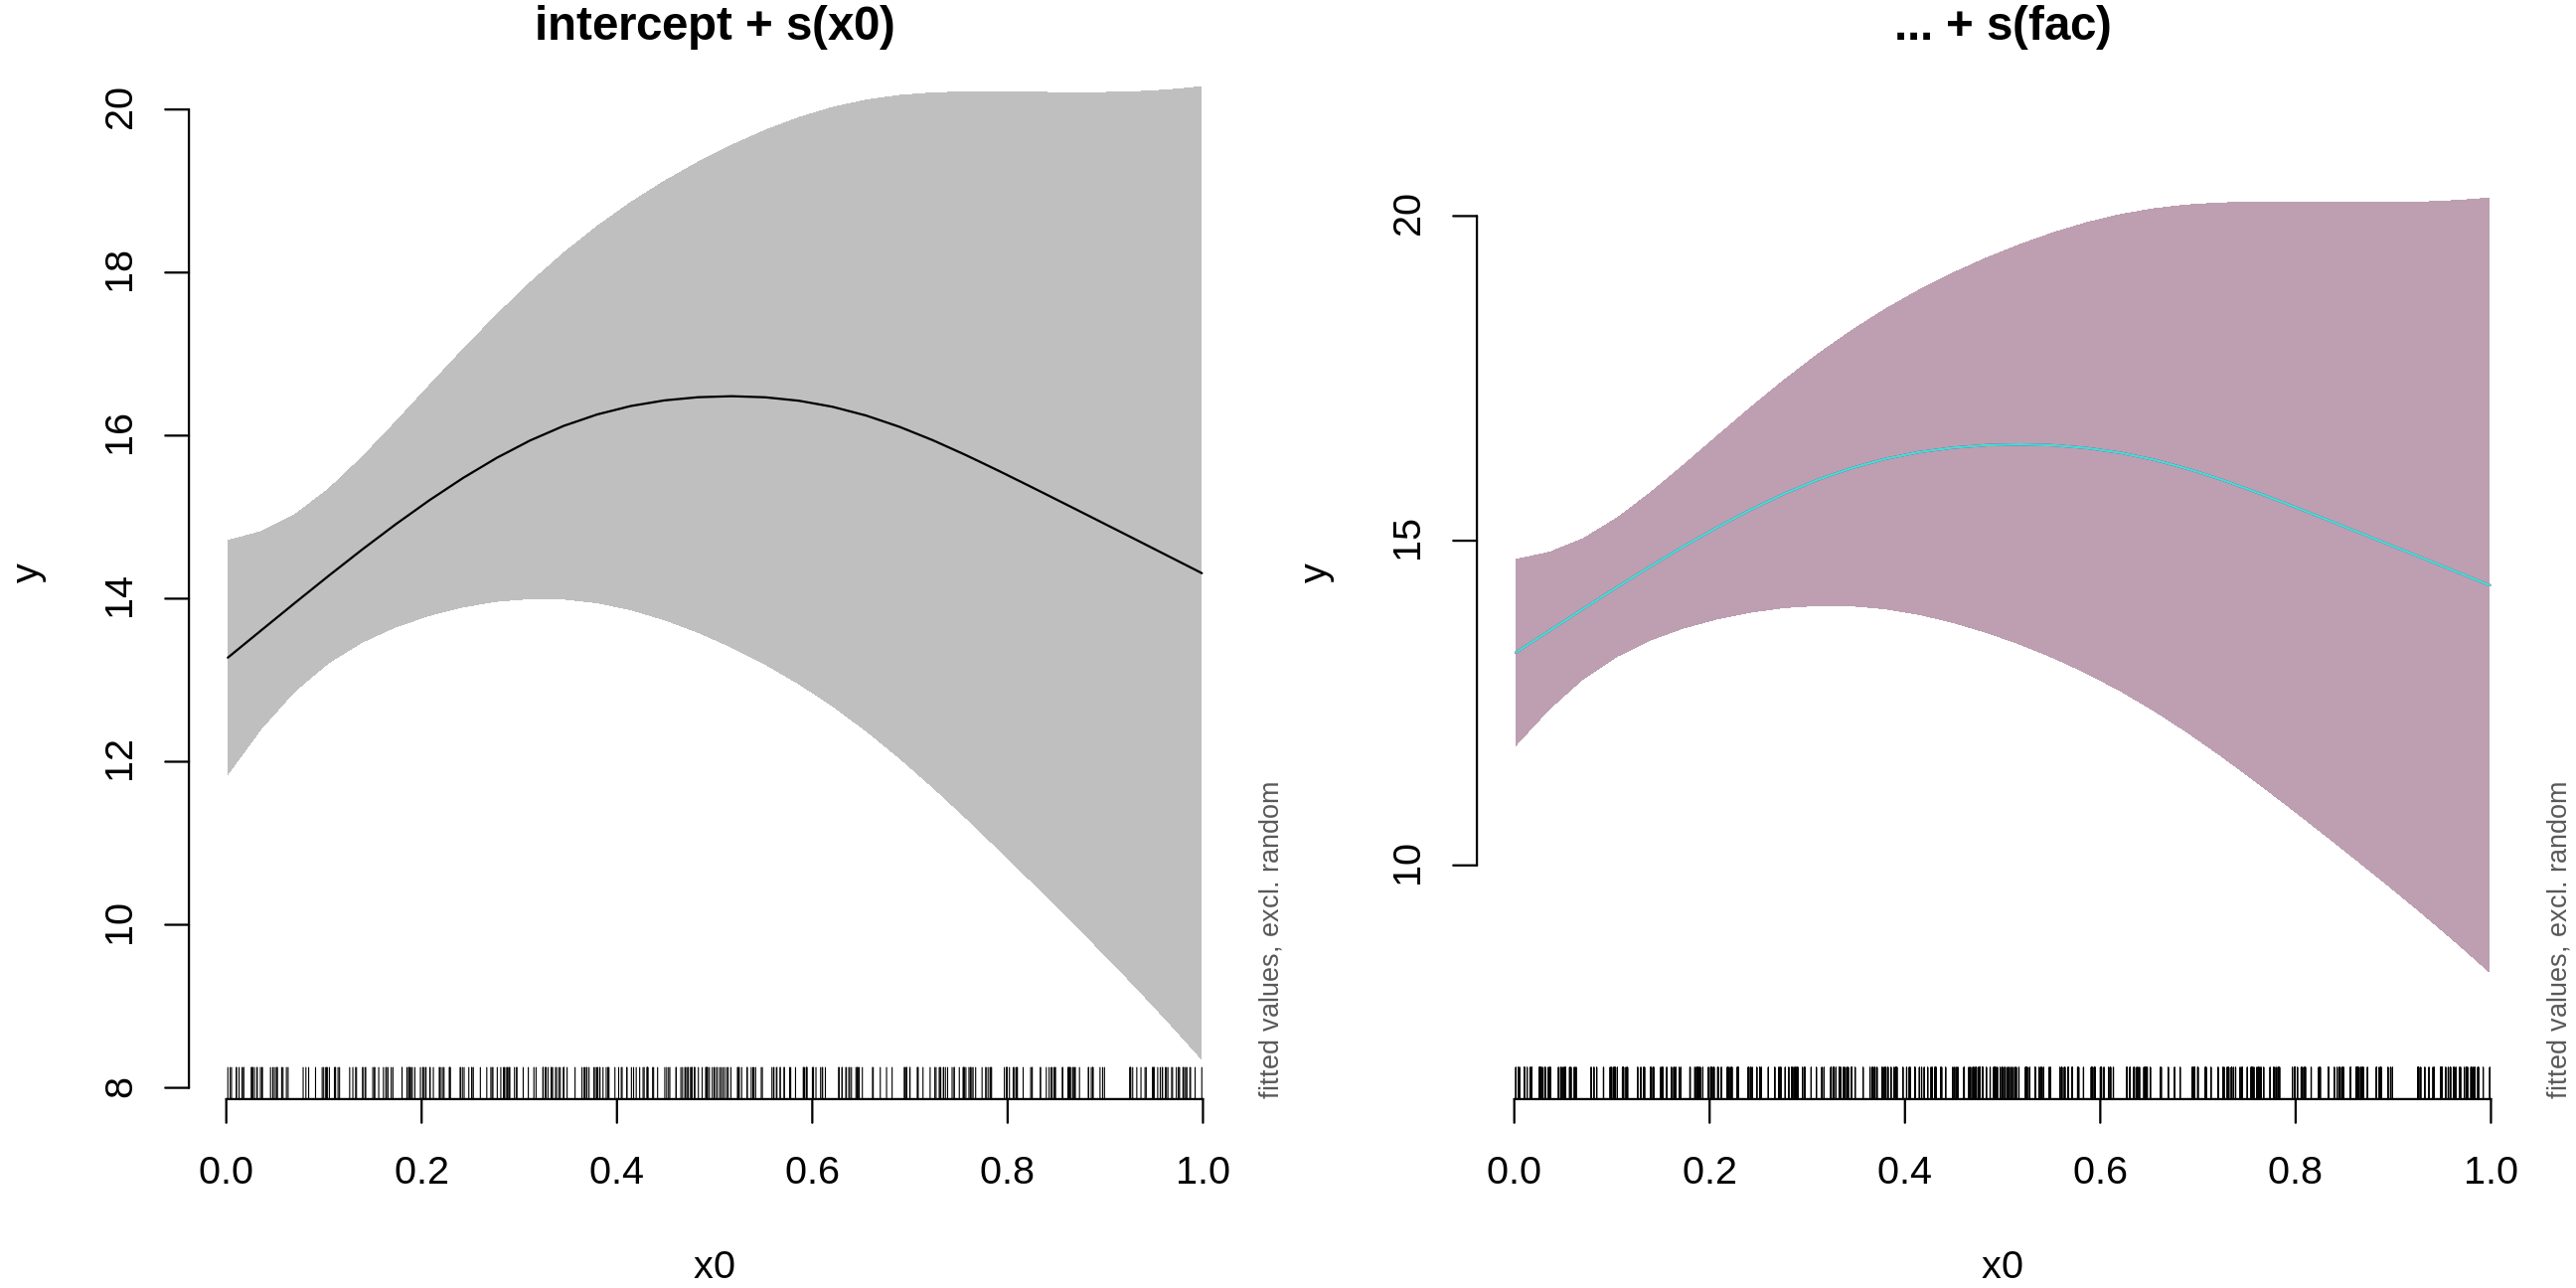 intercept + s(x0)
20
18
16
14
12
10
8
y
0.0 0.2 0.4 0.6 0.8 1.0
x0
fitted values, excl. random
... + s(fac)
20
15
10
y
0.0 0.2 0.4 0.6 0.8 1.0
x0
fitted values, excl. random